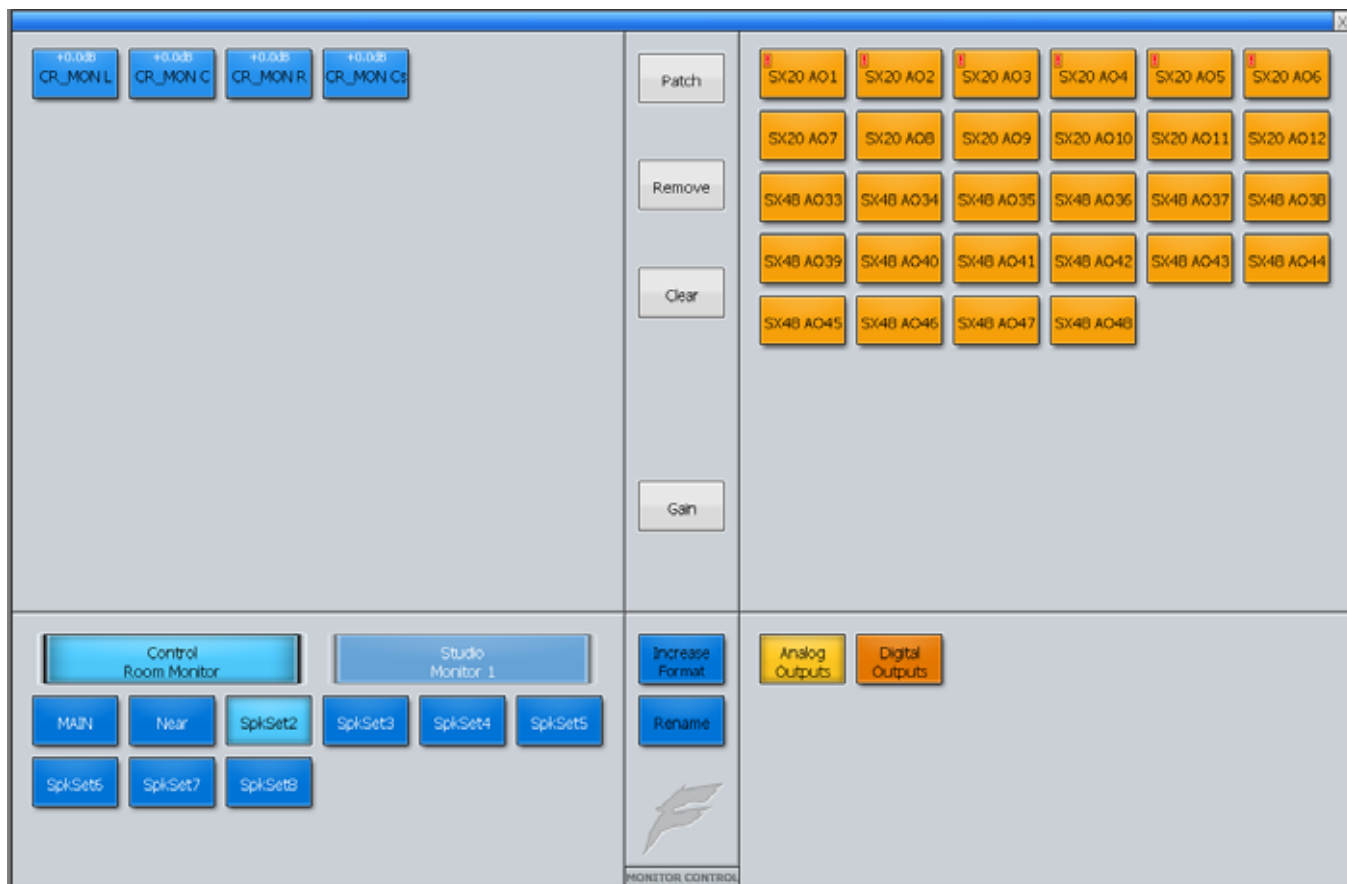 X
+0.0dB +0.0dB +0.0dB +0.0dB
CR_MON L CR_MON C CR_MON R CR_MON Cs
Patch
Remove
Clear
Gain
! ! ! ! ! !
SX20 AO1 SX20 AO2 SX20 AO3 SX20 AO4 SX20 AO5 SX20 AO6
SX20 AO7 SX20 AO8 SX20 AO9 SX20 AO10 SX20 AO11 SX20 AO12
SX48 AO33 SX48 AO34 SX48 AO35 SX48 AO36 SX48 AO37 SX48 AO38
SX48 AO39 SX48 AO40 SX48 AO41 SX48 AO42 SX48 AO43 SX48 AO44
SX48 AO45 SX48 AO46 SX48 AO47 SX48 AO48
Control
Room Monitor
Studio
Monitor 1
MAIN Near SpkSet2 SpkSet3 SpkSet4 SpkSet5
SpkSet6 SpkSet7 SpkSet8
Increase
Format
Rename
MONITOR CONTROL
Analog
Outputs
Digital
Outputs